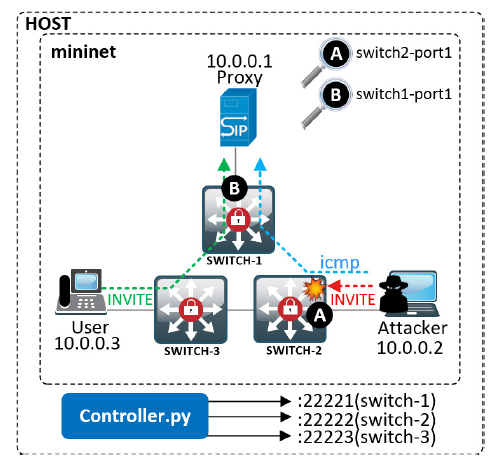 HOST
mininet
10.0.0.1
Proxy
A switch2-port1
B switch1-port1
SIP
B
SWITCH-1
icmp
INVITE
INVITE
User
10.0.0.3
SWITCH-3
SWITCH-2
A
Attacker
10.0.0.2
Controller.py
:22221(switch-1)
:22222(switch-2)
:22223(switch-3)